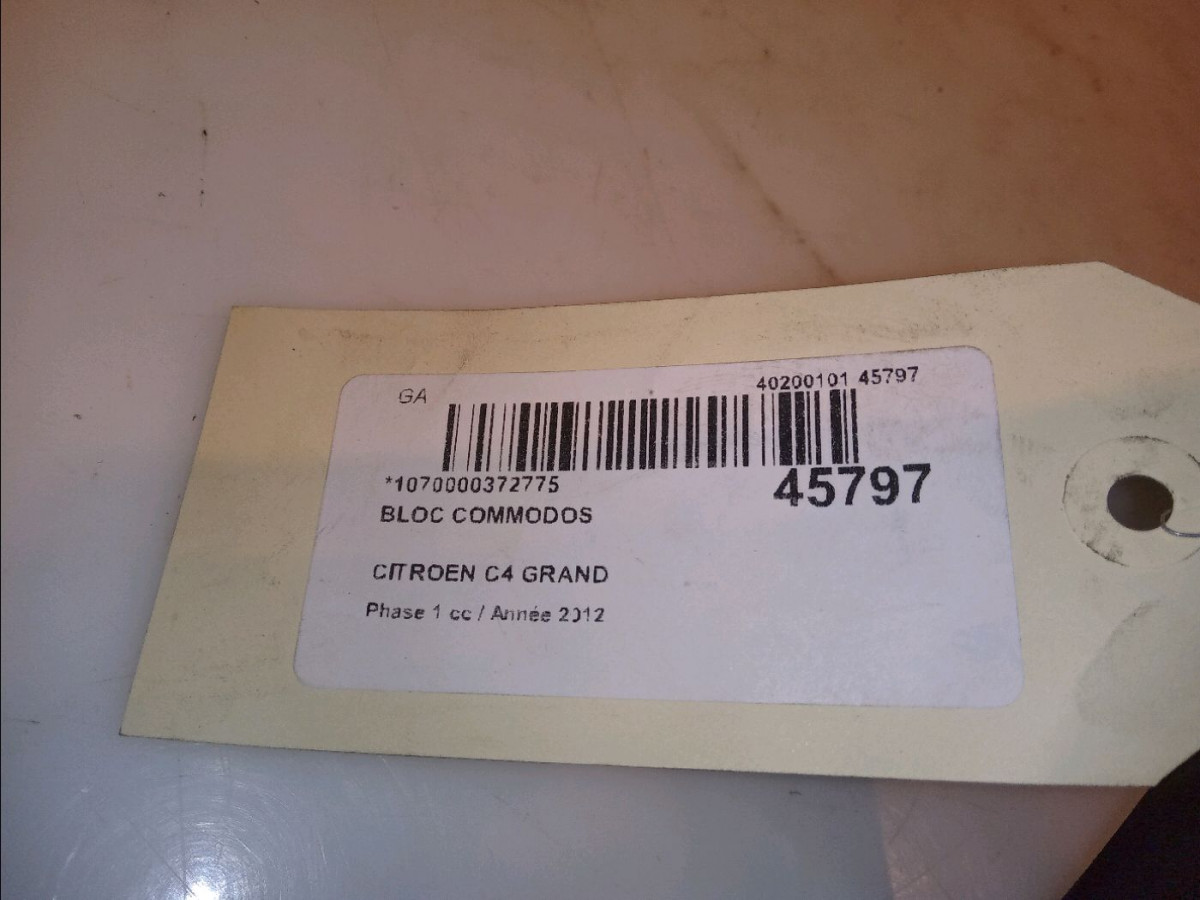 GA 40200101 45797
*1070000372775 45797
BLOC COMMODOS
CITROEN C4 GRAND
Phase 1 cc / Année 2012